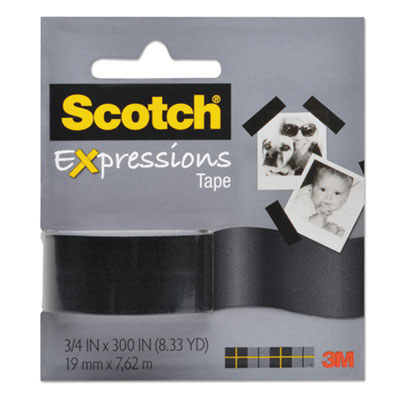 Scotch®
Expressions
Tape
3/4 IN x 300 IN (8.33 YD)
19 mm x 7,62 m
3M